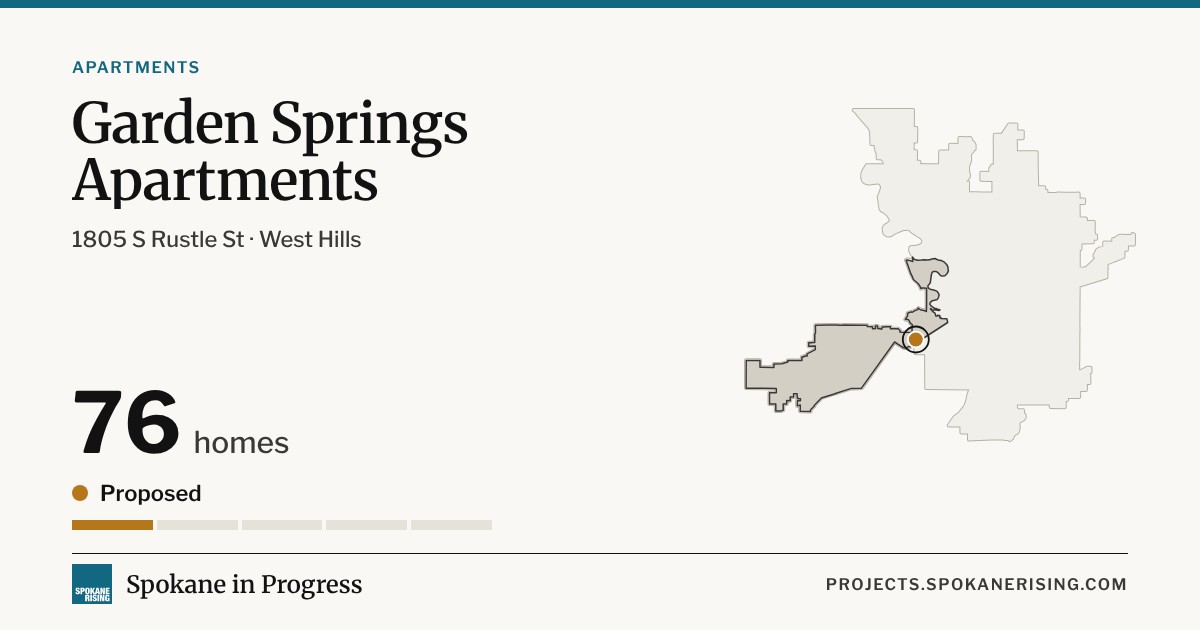 APARTMENTS
Garden Springs
Apartments
1805 S Rustle St · West Hills
76 homes
Proposed
SPOKANE
RISING
Spokane in Progress
PROJECTS.SPOKANERISING.COM